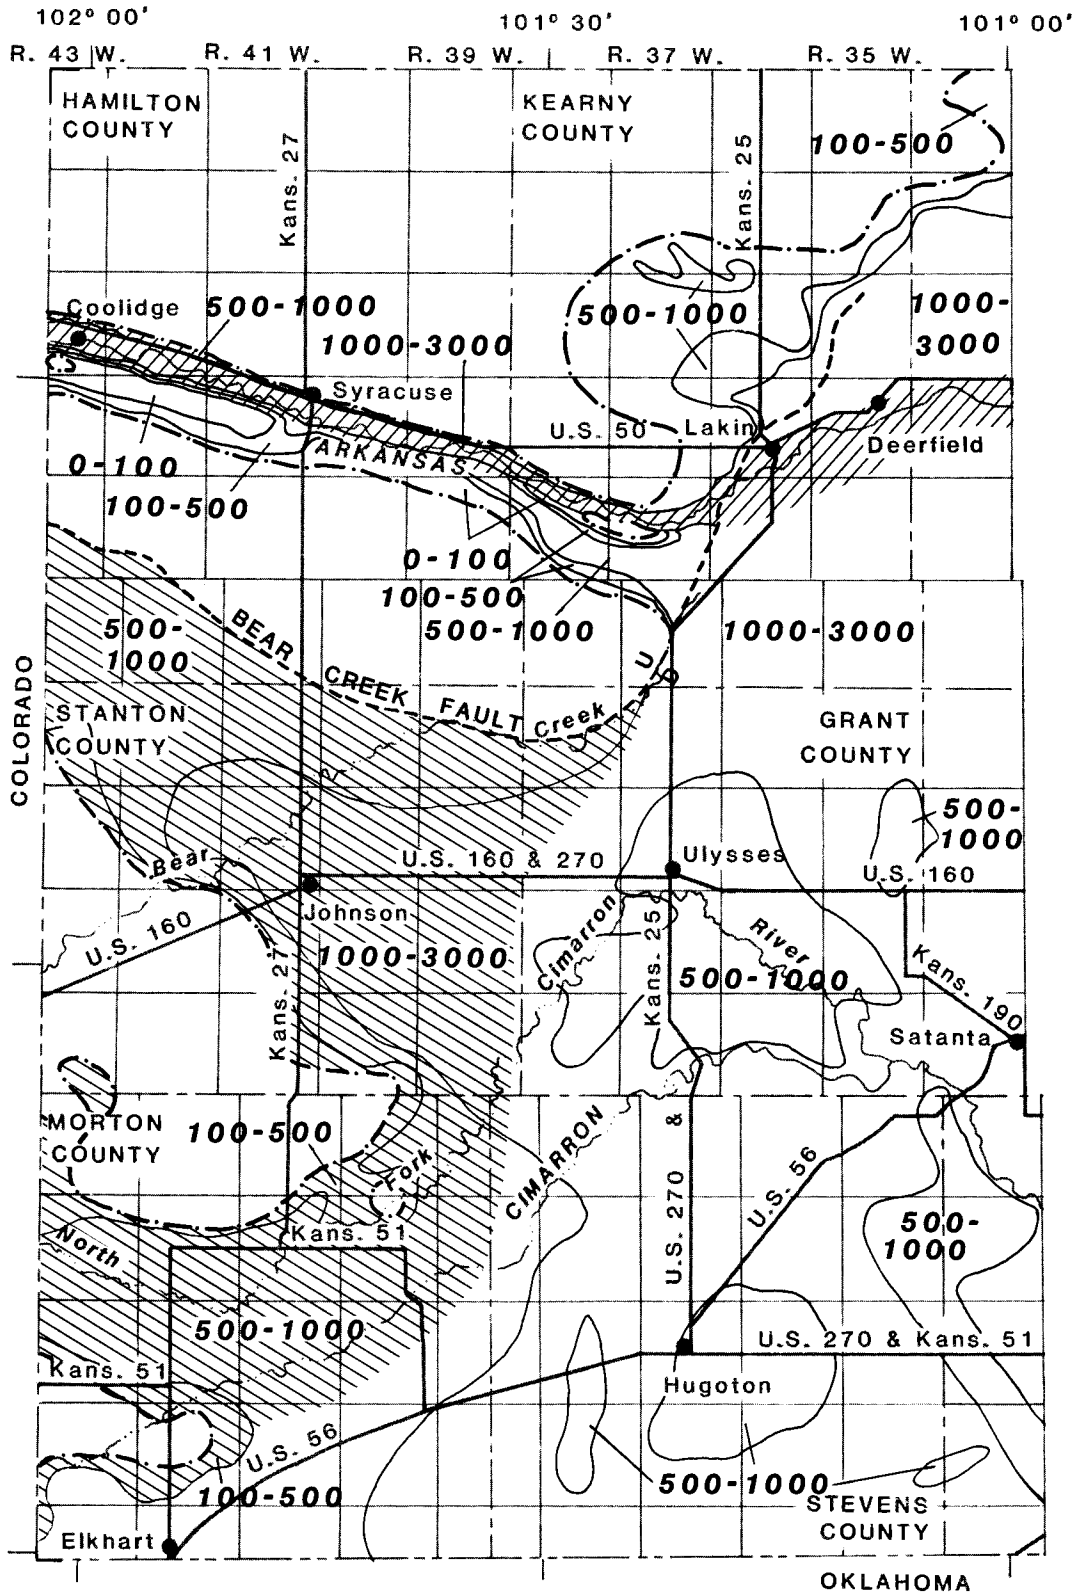 102° 00'
101° 30'
101° 00'
R. 43 W.
R. 41 W.
R. 39 W.
R. 37 W.
R. 35 W.
HAMILTON
COUNTY
KEARNY
COUNTY
Kans. 27
Kans. 25
100-500
Coolidge
500-1000
500-1000
1000-
3000
1000-3000
Syracuse
U.S. 50
Lakin
Deerfield
ARKANSAS
0-100
100-500
0-100
100-500
500-1000
500-
1000
BEAR
CREEK
FAULT
Creek
U
D
1000-3000
COLORADO
STANTON
COUNTY
GRANT
COUNTY
500-
1000
Bear
U.S. 160 & 270
Ulysses
U.S. 160
Johnson
U.S. 160
1000-3000
Kans. 27
Cimarron
Kans. 25
River
500-1000
Kans. 190
Satanta
MORTON
COUNTY
100-500
Fork
CIMARRON
U.S. 270 &
U.S. 56
500-
1000
North
Kans. 51
500-1000
U.S. 270 & Kans. 51
Kans. 51
Hugoton
U.S. 56
100-500
500-1000
STEVENS
COUNTY
Elkhart
OKLAHOMA